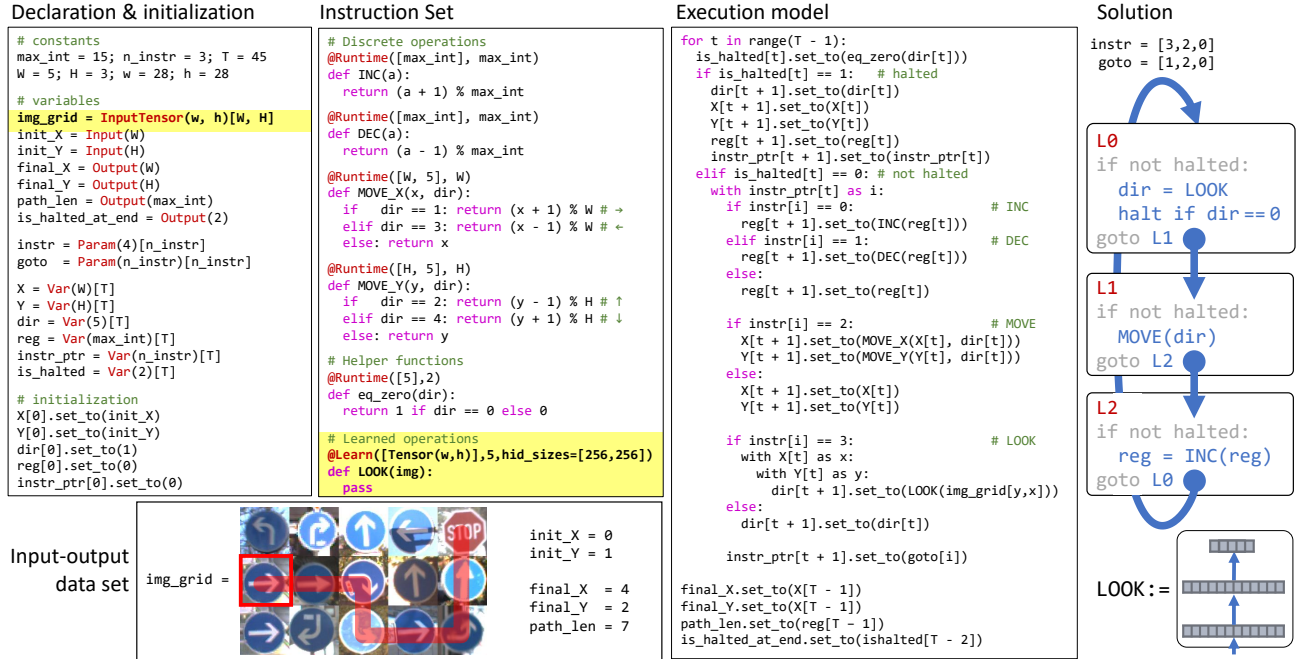 Declaration & initialization
# constants
max_int = 15; n_instr = 3; T = 45
W = 5; H = 3; w = 28; h = 28
# variables
img_grid = InputTensor(w, h)[W, H]
init_X = Input(W)
init_Y = Input(H)
final_X = Output(W)
final_Y = Output(H)
path_len = Output(max_int)
is_halted_at_end = Output(2)
instr = Param(4)[n_instr]
goto  = Param(n_instr)[n_instr]
X = Var(W)[T]
Y = Var(H)[T]
dir = Var(5)[T]
reg = Var(max_int)[T]
instr_ptr = Var(n_instr)[T]
is_halted = Var(2)[T]
# initialization
X[0].set_to(init_X)
Y[0].set_to(init_Y)
dir[0].set_to(1)
reg[0].set_to(0)
instr_ptr[0].set_to(0)
Instruction Set
# Discrete operations
@Runtime([max_int], max_int)
def INC(a):
  return (a + 1) % max_int
@Runtime([max_int], max_int)
def DEC(a):
  return (a - 1) % max_int
@Runtime([W, 5], W)
def MOVE_X(x, dir):
  if   dir == 1: return (x + 1) % W # →
  elif dir == 3: return (x - 1) % W # ←
  else: return x
@Runtime([H, 5], H)
def MOVE_Y(y, dir):
  if   dir == 2: return (y - 1) % H # ↑
  elif dir == 4: return (y + 1) % H # ↓
  else: return y
# Helper functions
@Runtime([5],2)
def eq_zero(dir):
  return 1 if dir == 0 else 0
# Learned operations
@Learn([Tensor(w,h)],5,hid_sizes=[256,256])
def LOOK(img):
  pass
Execution model
for t in range(T - 1):
  is_halted[t].set_to(eq_zero(dir[t]))
  if is_halted[t] == 1:   # halted
    dir[t + 1].set_to(dir[t])
    X[t + 1].set_to(X[t])
    Y[t + 1].set_to(Y[t])
    reg[t + 1].set_to(reg[t])
    instr_ptr[t + 1].set_to(instr_ptr[t])
  elif is_halted[t] == 0: # not halted
    with instr_ptr[t] as i:
      if instr[i] == 0:                # INC
        reg[t + 1].set_to(INC(reg[t]))
      elif instr[i] == 1:              # DEC
        reg[t + 1].set_to(DEC(reg[t]))
      else:
        reg[t + 1].set_to(reg[t])
      if instr[i] == 2:                # MOVE
        X[t + 1].set_to(MOVE_X(X[t], dir[t]))
        Y[t + 1].set_to(MOVE_Y(Y[t], dir[t]))
      else:
        X[t + 1].set_to(X[t])
        Y[t + 1].set_to(Y[t])
      if instr[i] == 3:                # LOOK
        with X[t] as x:
          with Y[t] as y:
            dir[t + 1].set_to(LOOK(img_grid[y,x]))
      else:
        dir[t + 1].set_to(dir[t])
      instr_ptr[t + 1].set_to(goto[i])
final_X.set_to(X[T - 1])
final_Y.set_to(X[T - 1])
path_len.set_to(reg[T - 1])
is_halted_at_end.set_to(ishalted[T - 2])
Solution
instr = [3,2,0]
goto = [1,2,0]
L0
if not halted:
  dir = LOOK
  halt if dir == 0
goto L1
L1
if not halted:
  MOVE(dir)
goto L2
L2
if not halted:
  reg = INC(reg)
goto L0
LOOK:=
Input-output
data set
img_grid =
STOP
init_X = 0
init_Y = 1
final_X  = 4
final_Y  = 2
path_len = 7